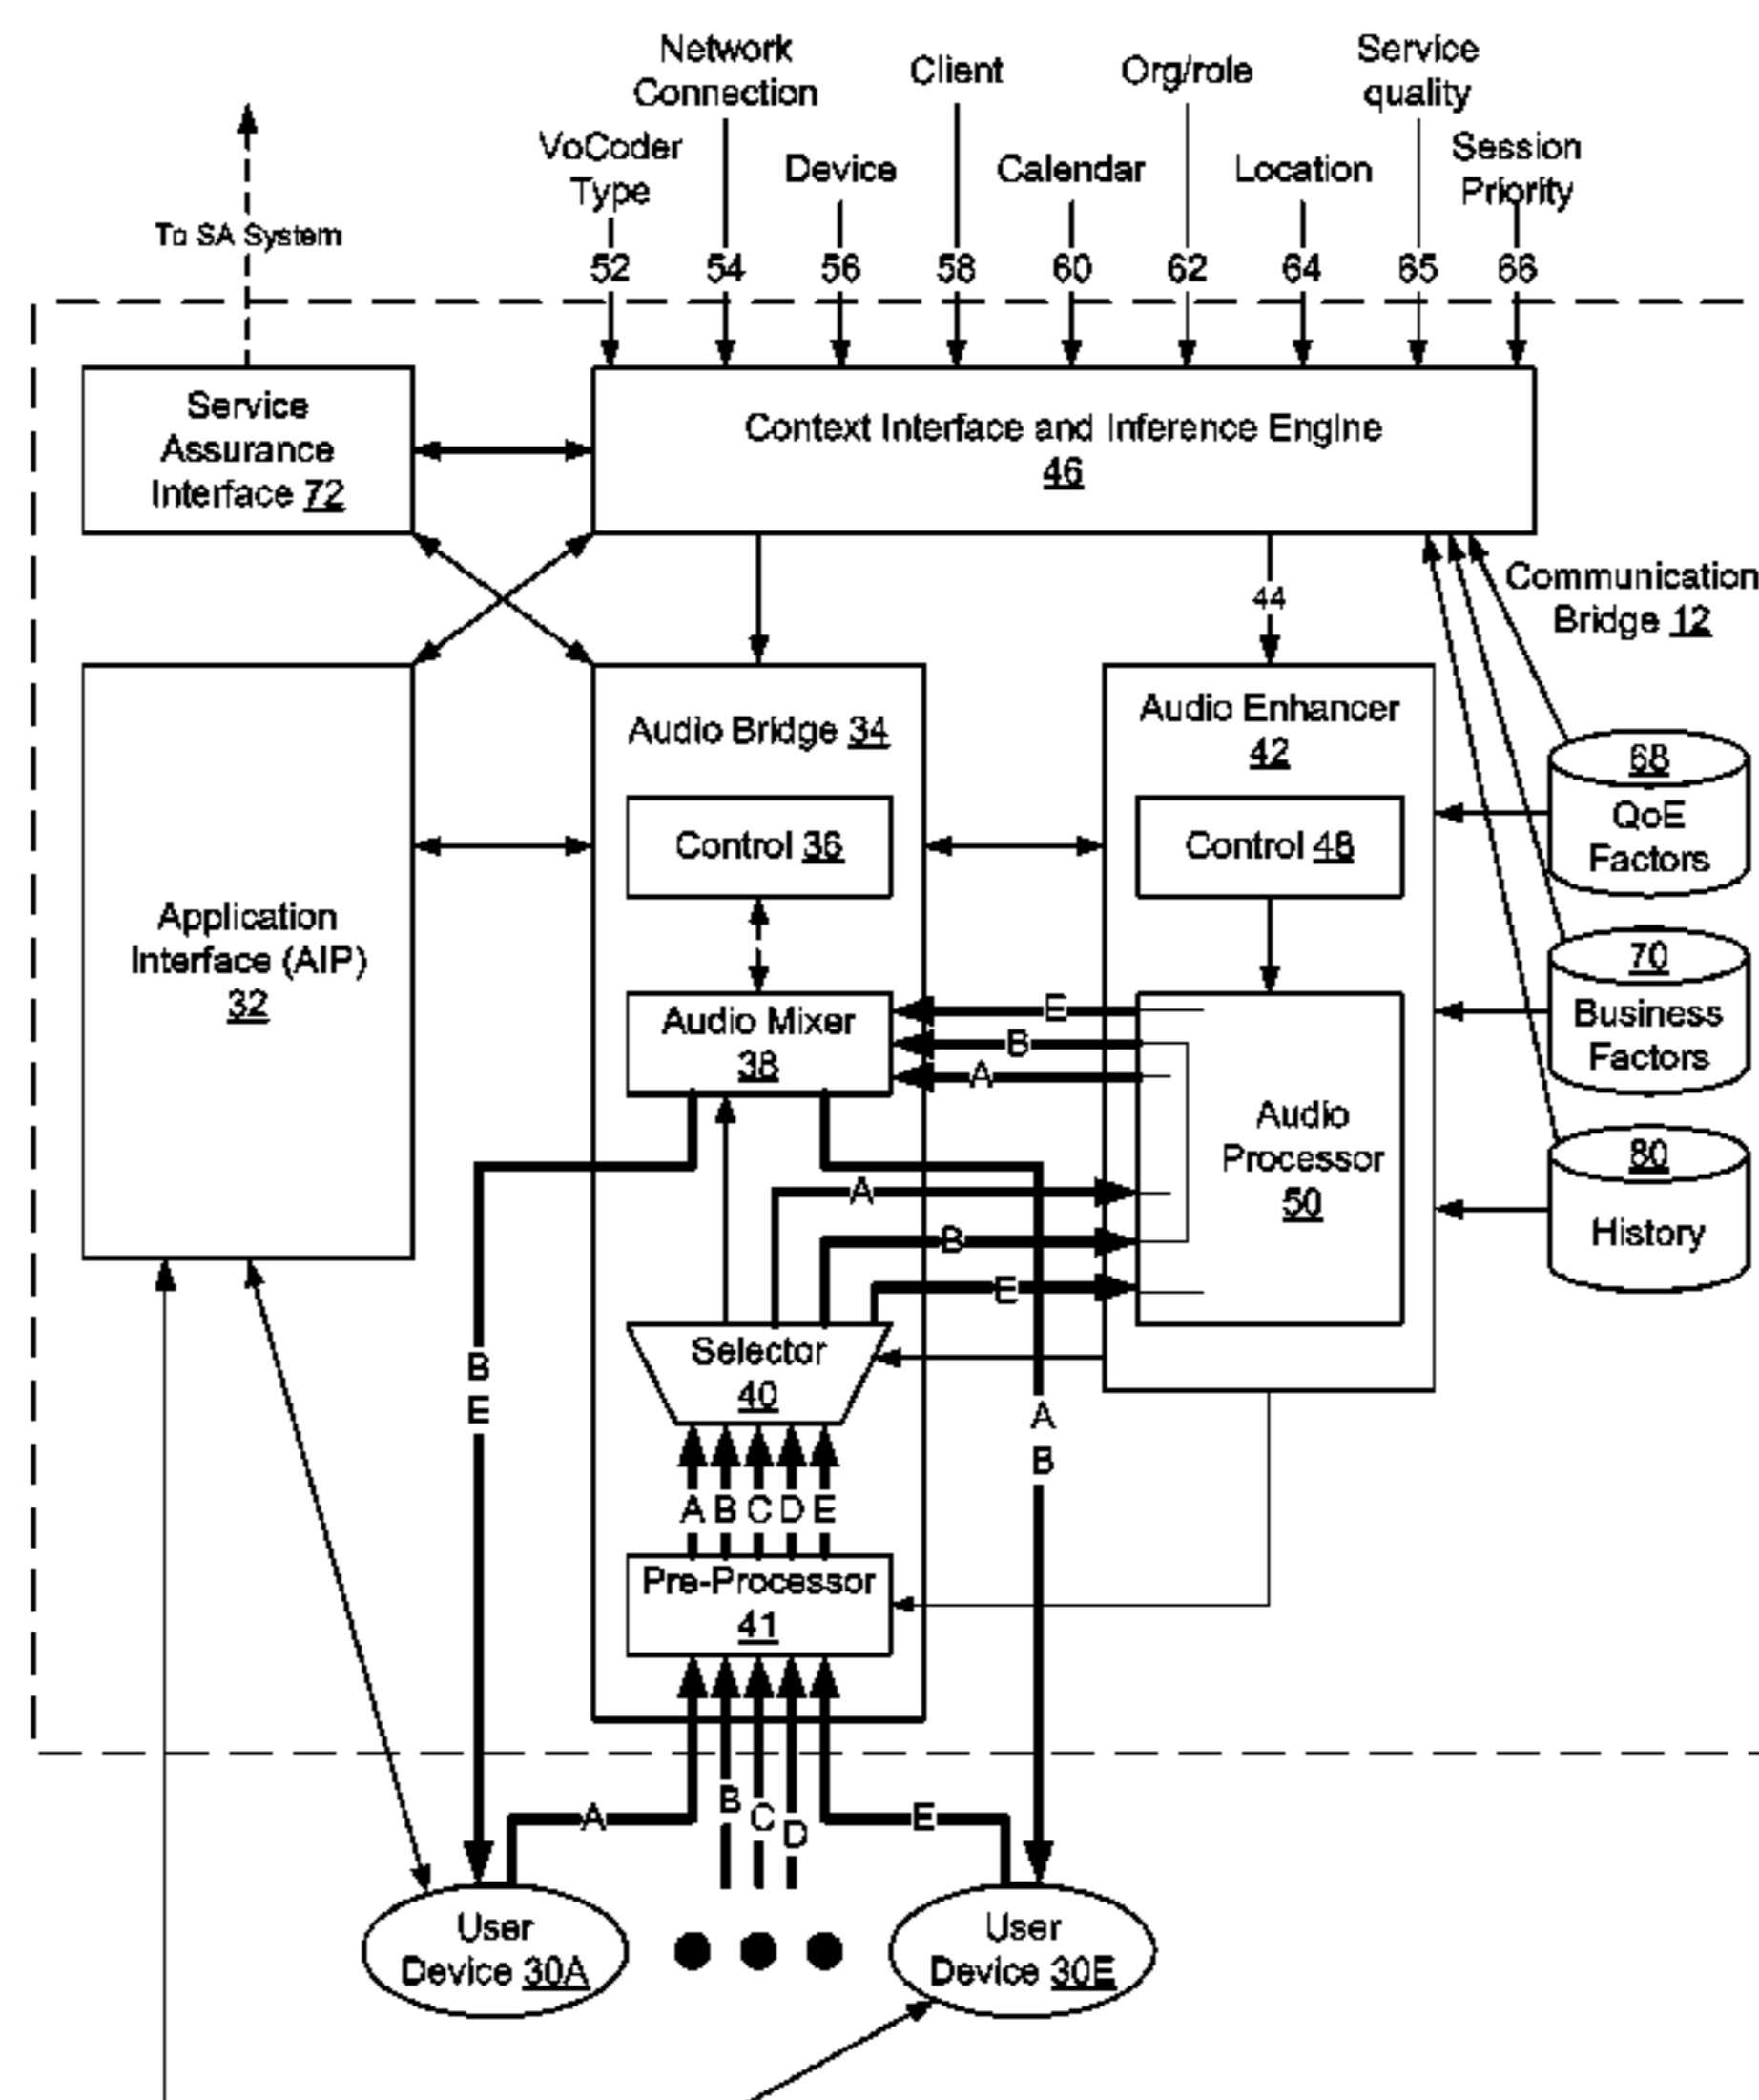 Network
Connection
Client
Org/role
Service
quality
VoCoder
Type
Device
Calendar
Location
Session
Priority
To SA System
52
54
56
58
60
62
64
65
66
Service
Assurance
Interface 72
Context Interface and Inference Engine
46
44
Communication
Bridge 12
Application
Interface (AIP)
32
Audio Bridge 34
Control 36
Audio Mixer
38
Audio Enhancer
42
Control 48
Audio
Processor
50
68
QoE
Factors
70
Business
Factors
80
History
E
B
A
A
B
E
Selector
40
B
E
A
B
A B C D E
Pre-Processor
41
A
B
C
D
E
User
Device 30A
User
Device 30E